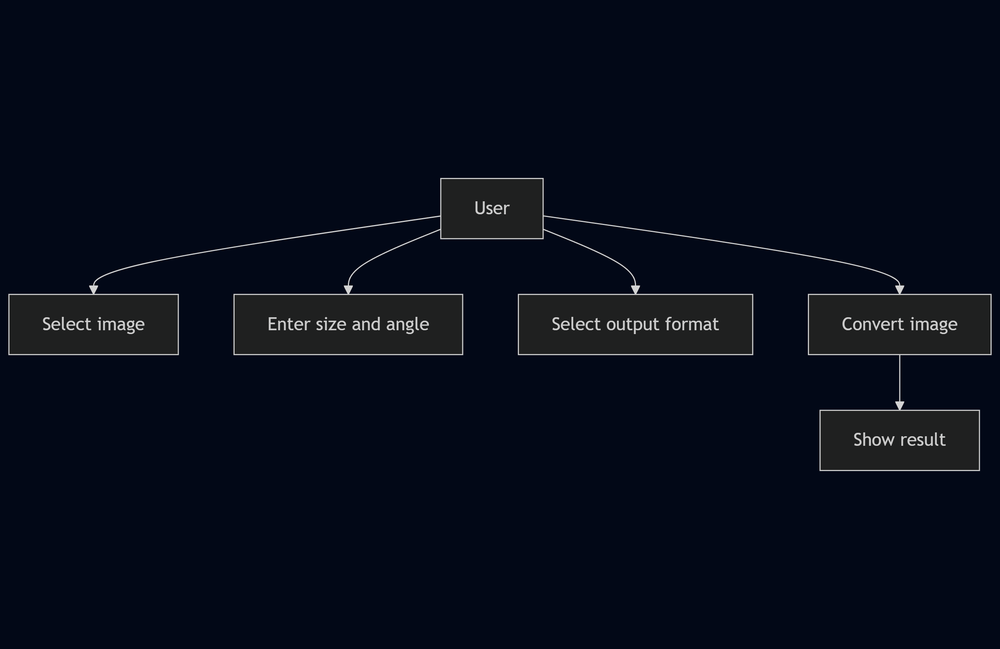 User
Select image
Enter size and angle
Select output format
Convert image
Show result